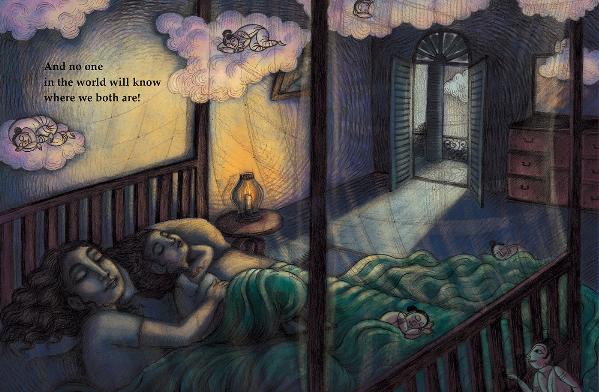 And no one
in the world will know
where we both are!